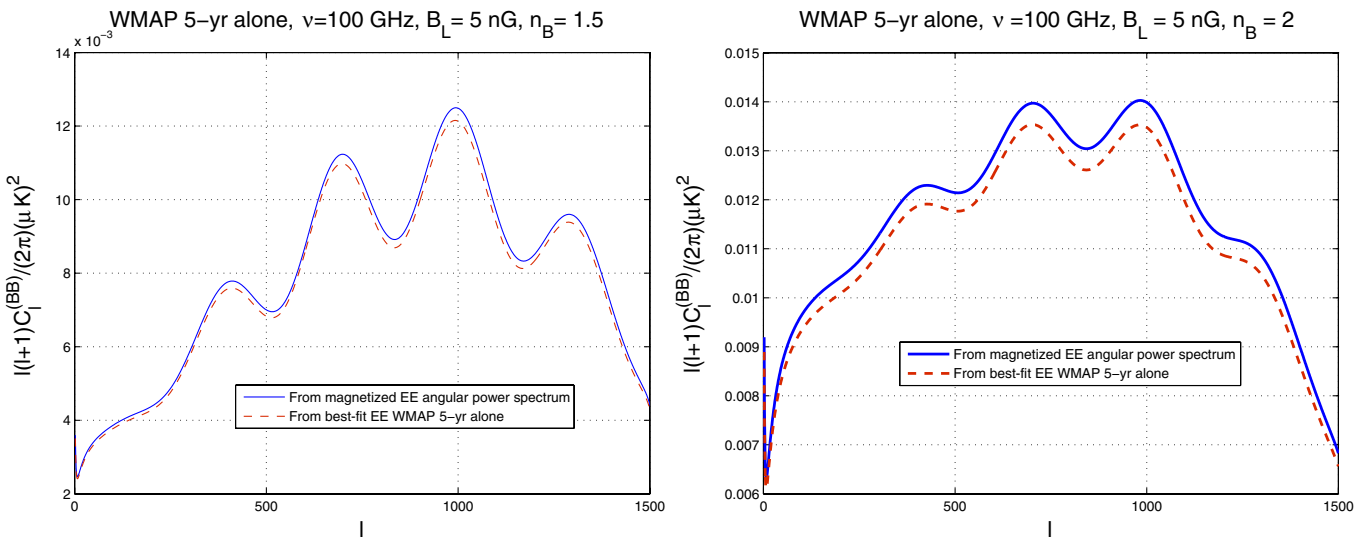 WMAP 5-yr alone, ν=100 GHz, B_L = 5 nG, n_B = 1.5
x 10^-3
14
12
10
8
6
4
2
0
500
1000
1500
l
l(l+1)C_l^(BB)/(2π)(μ K)^2
From magnetized EE angular power spectrum
From best-fit EE WMAP 5-yr alone
WMAP 5-yr alone, ν =100 GHz, B_L = 5 nG, n_B = 2
0.015
0.014
0.013
0.012
0.011
0.01
0.009
0.008
0.007
0.006
0
500
1000
1500
l
l(l+1)C_l^(BB)/(2π)(μ K)^2
From magnetized EE angular power spectrum
From best-fit EE WMAP 5-yr alone